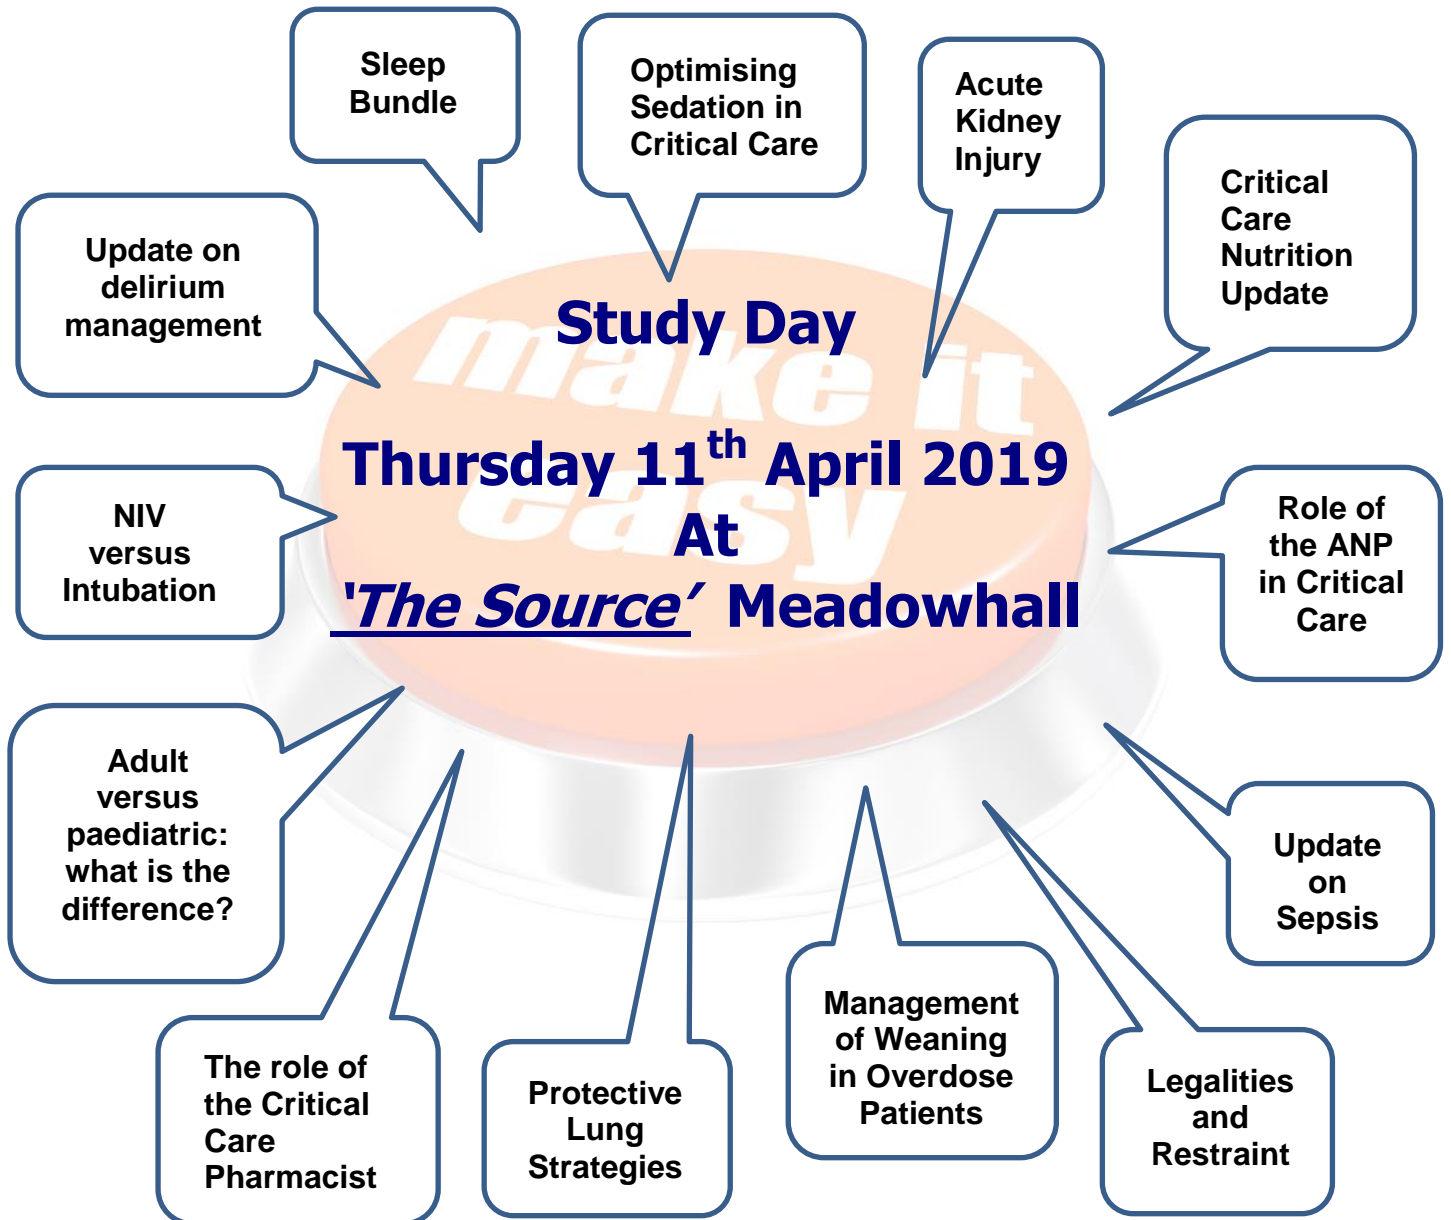 Sleep
Bundle
Optimising
Sedation in
Critical Care
Acute
Kidney
Injury
Critical
Care
Nutrition
Update
Update on
delirium
management
make it
easy
Study Day
Thursday 11th April 2019
At
‘The Source’ Meadowhall
NIV
versus
Intubation
Role of
the ANP
in Critical
Care
Adult
versus
paediatric:
what is the
difference?
Update
on
Sepsis
The role of
the Critical
Care
Pharmacist
Protective
Lung
Strategies
Management
of Weaning
in Overdose
Patients
Legalities
and
Restraint